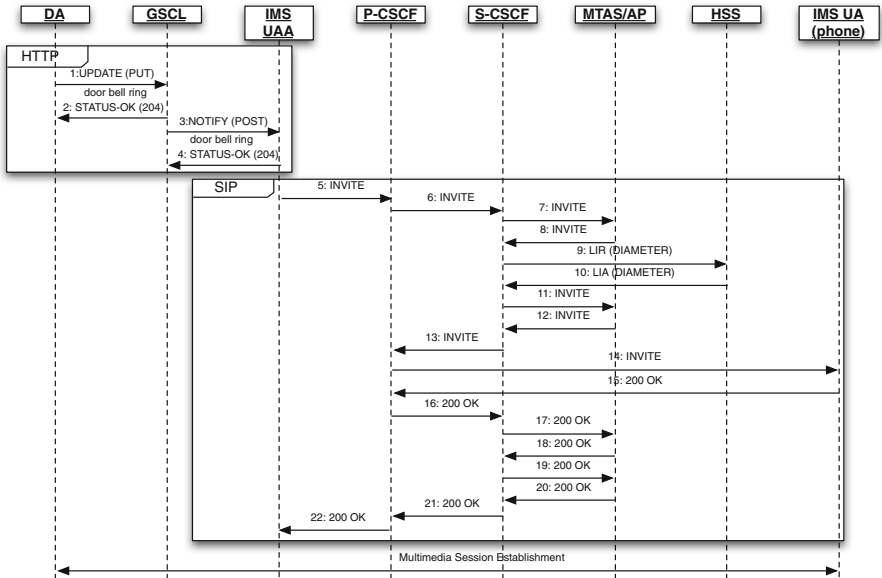 DA GSCL IMS UAA P-CSCF S-CSCF MTAS/AP HSS IMS UA (phone)
HTTP
1:UPDATE (PUT)
door bell ring
2: STATUS-OK (204)
3:NOTIFY (POST)
door bell ring
4: STATUS-OK (204)
SIP
5: INVITE
6: INVITE
7: INVITE
8: INVITE
9: LIR (DIAMETER)
10: LIA (DIAMETER)
11: INVITE
12: INVITE
13: INVITE
14: INVITE
15: 200 OK
16: 200 OK
17: 200 OK
18: 200 OK
19: 200 OK
20: 200 OK
21: 200 OK
22: 200 OK
Multimedia Session Establishment